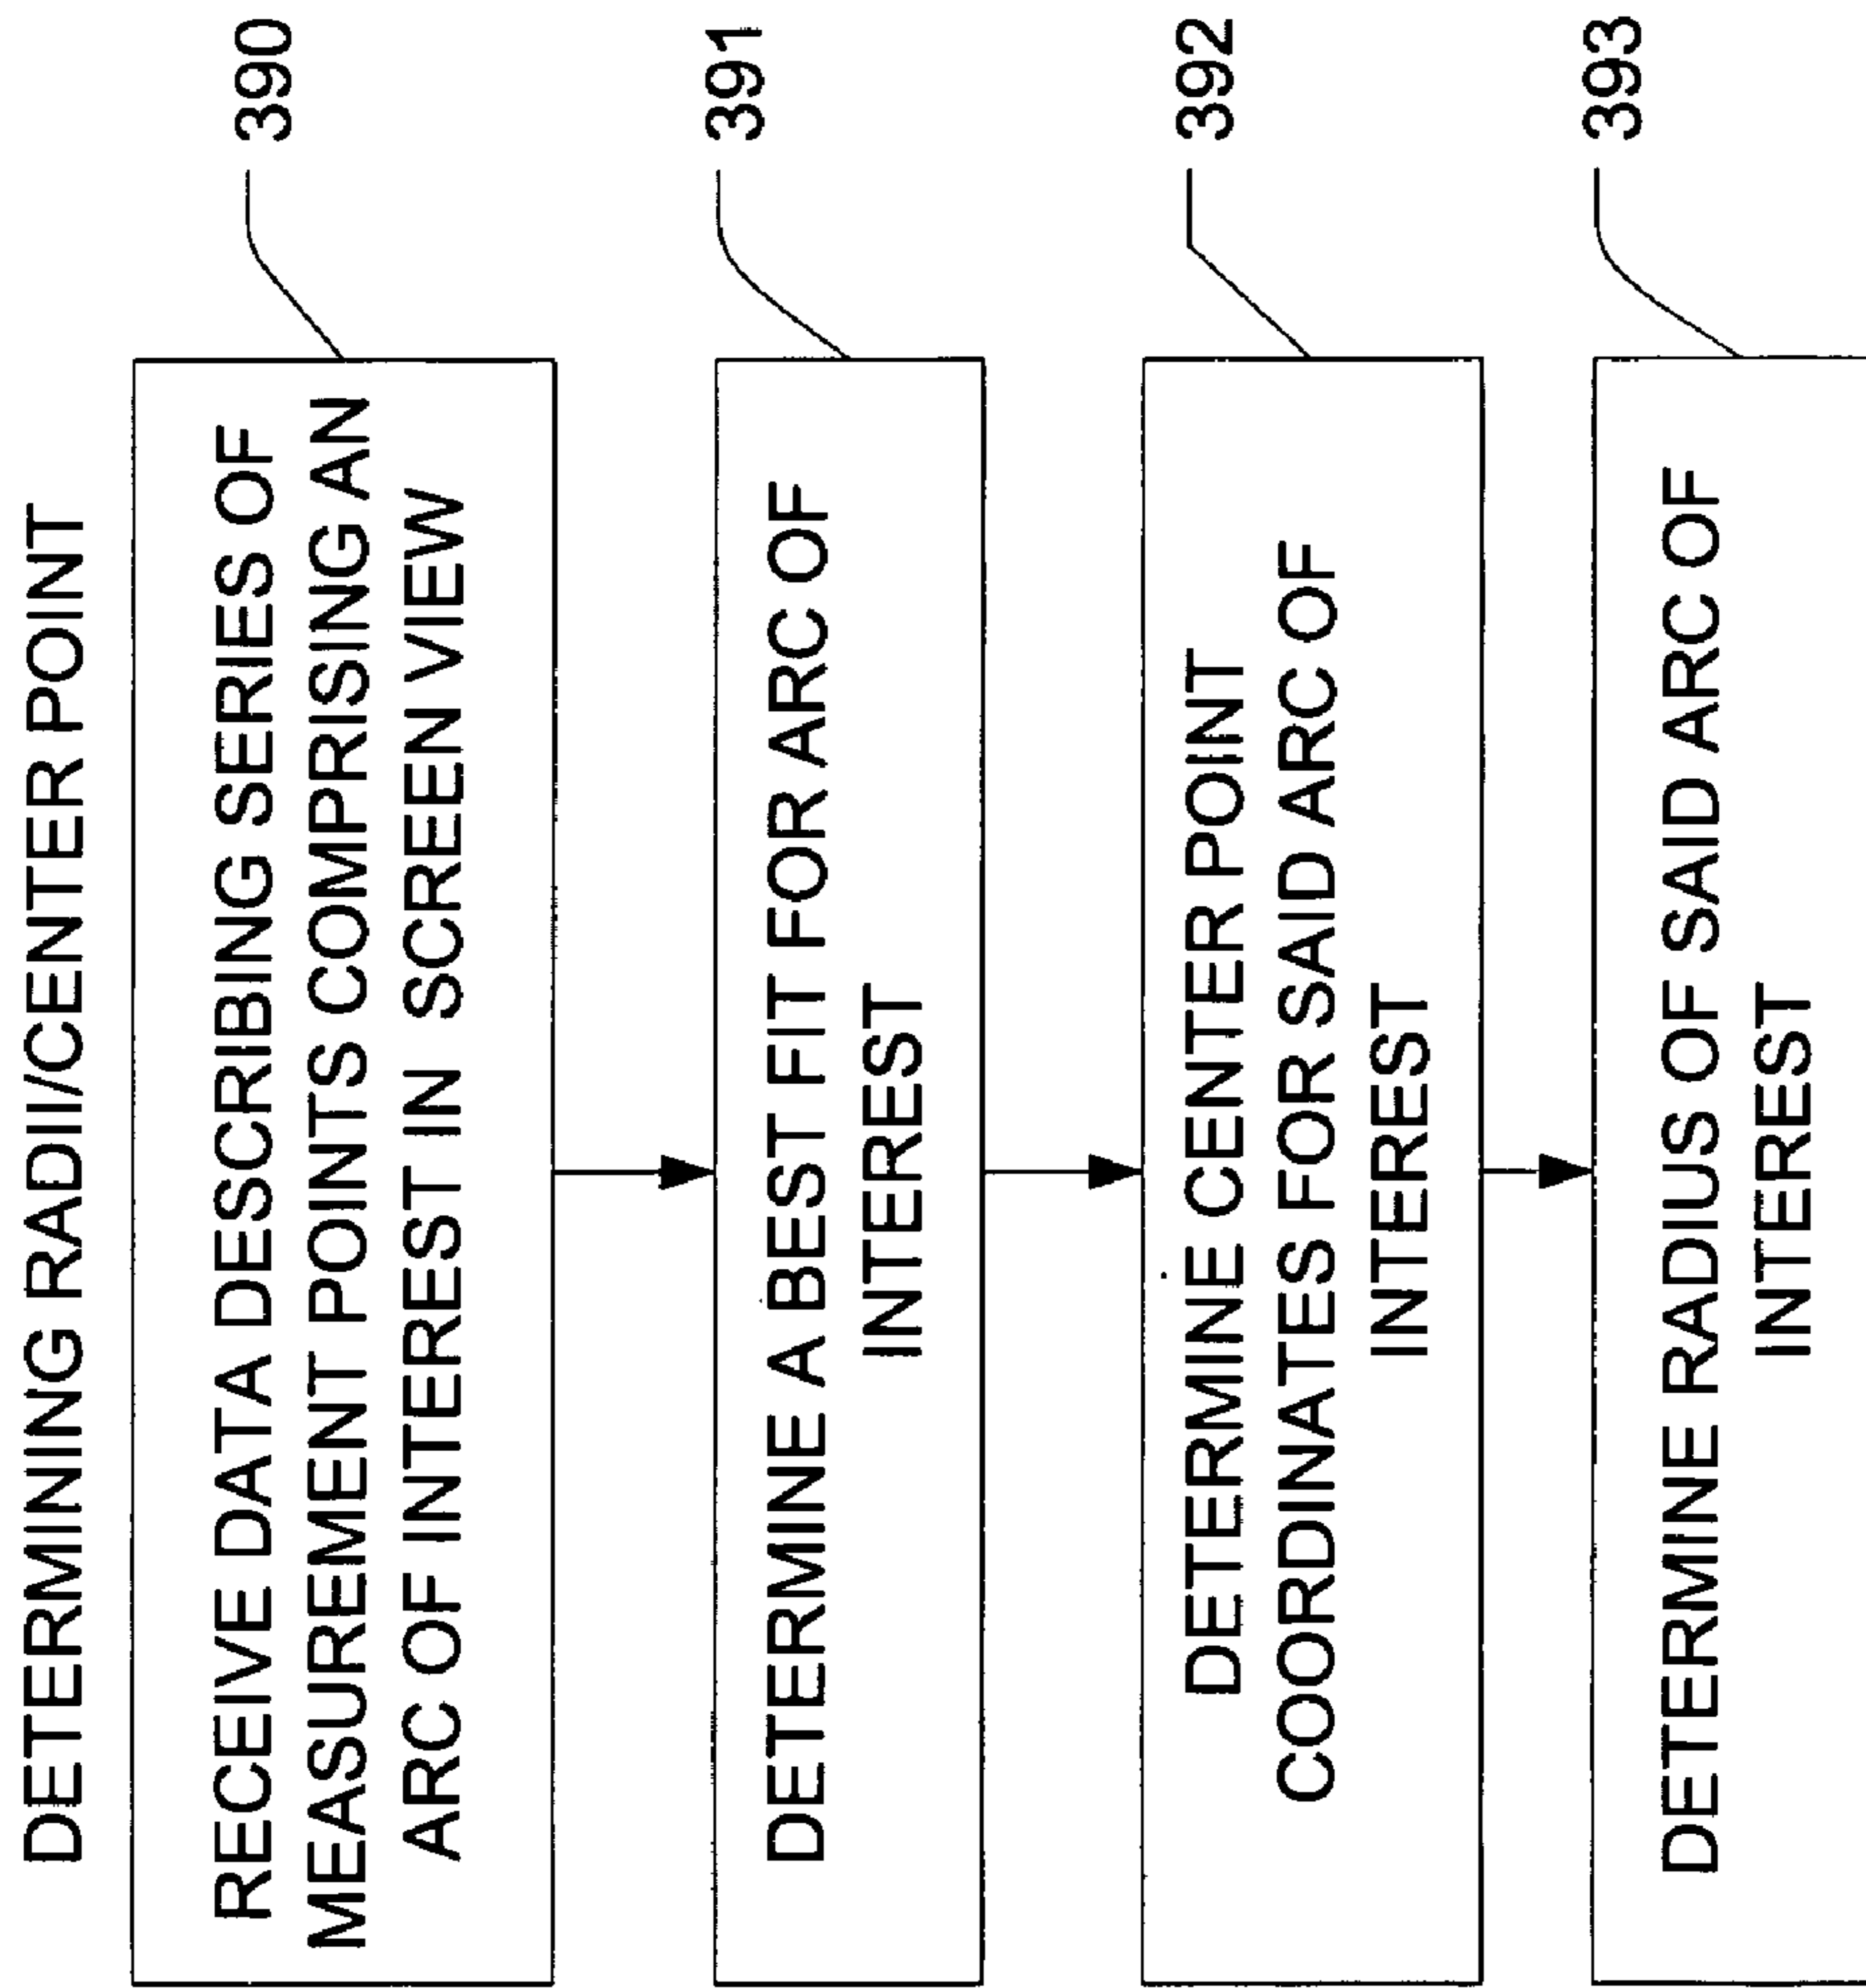 DETERMINING RADII/CENTER POINT
RECEIVE DATA DESCRIBING SERIES OF
MEASUREMENT POINTS COMPRISING AN
ARC OF INTEREST IN SCREEN VIEW
390
DETERMINE A BEST FIT FOR ARC OF
INTEREST
391
DETERMINE CENTER POINT
COORDINATES FOR SAID ARC OF
INTEREST
392
DETERMINE RADIUS OF SAID ARC OF
INTEREST
393